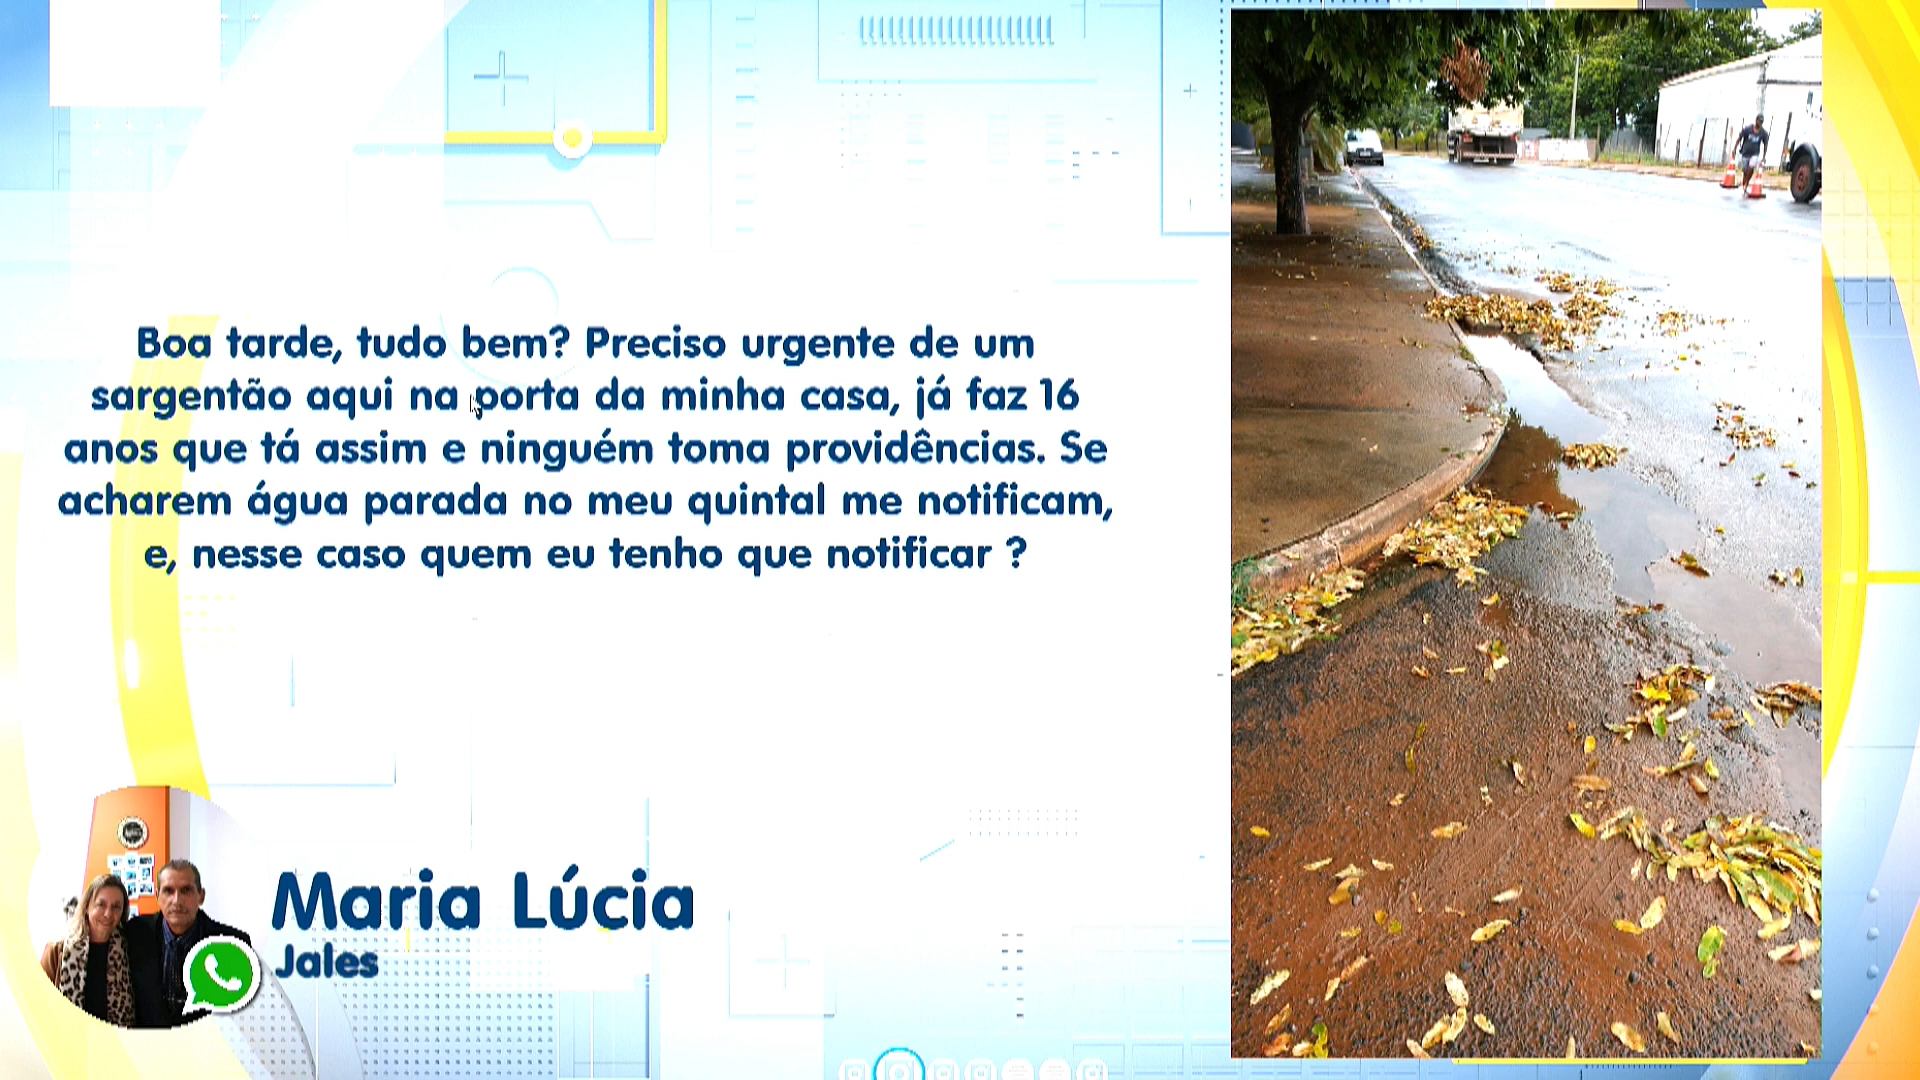 Boa tarde, tudo bem? Preciso urgente de um
sargentão aqui na porta da minha casa, já faz 16
anos que tá assim e ninguém toma providências. Se
acharem água parada no meu quintal me notificam,
e, nesse caso quem eu tenho que notificar ?
Maria Lúcia
Jales